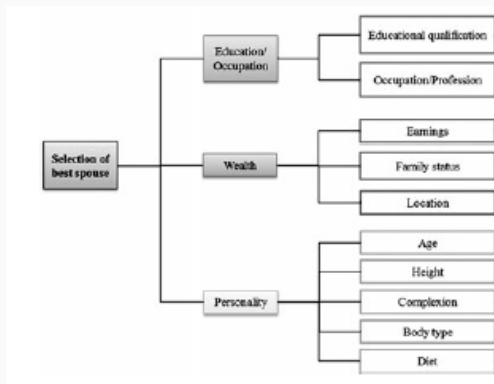 Education/
Occupation
Educational qualification
Occupation/Profession
Selection of
best spouse
Wealth
Earnings
Family status
Location
Personality
Age
Height
Complexion
Body type
Diet